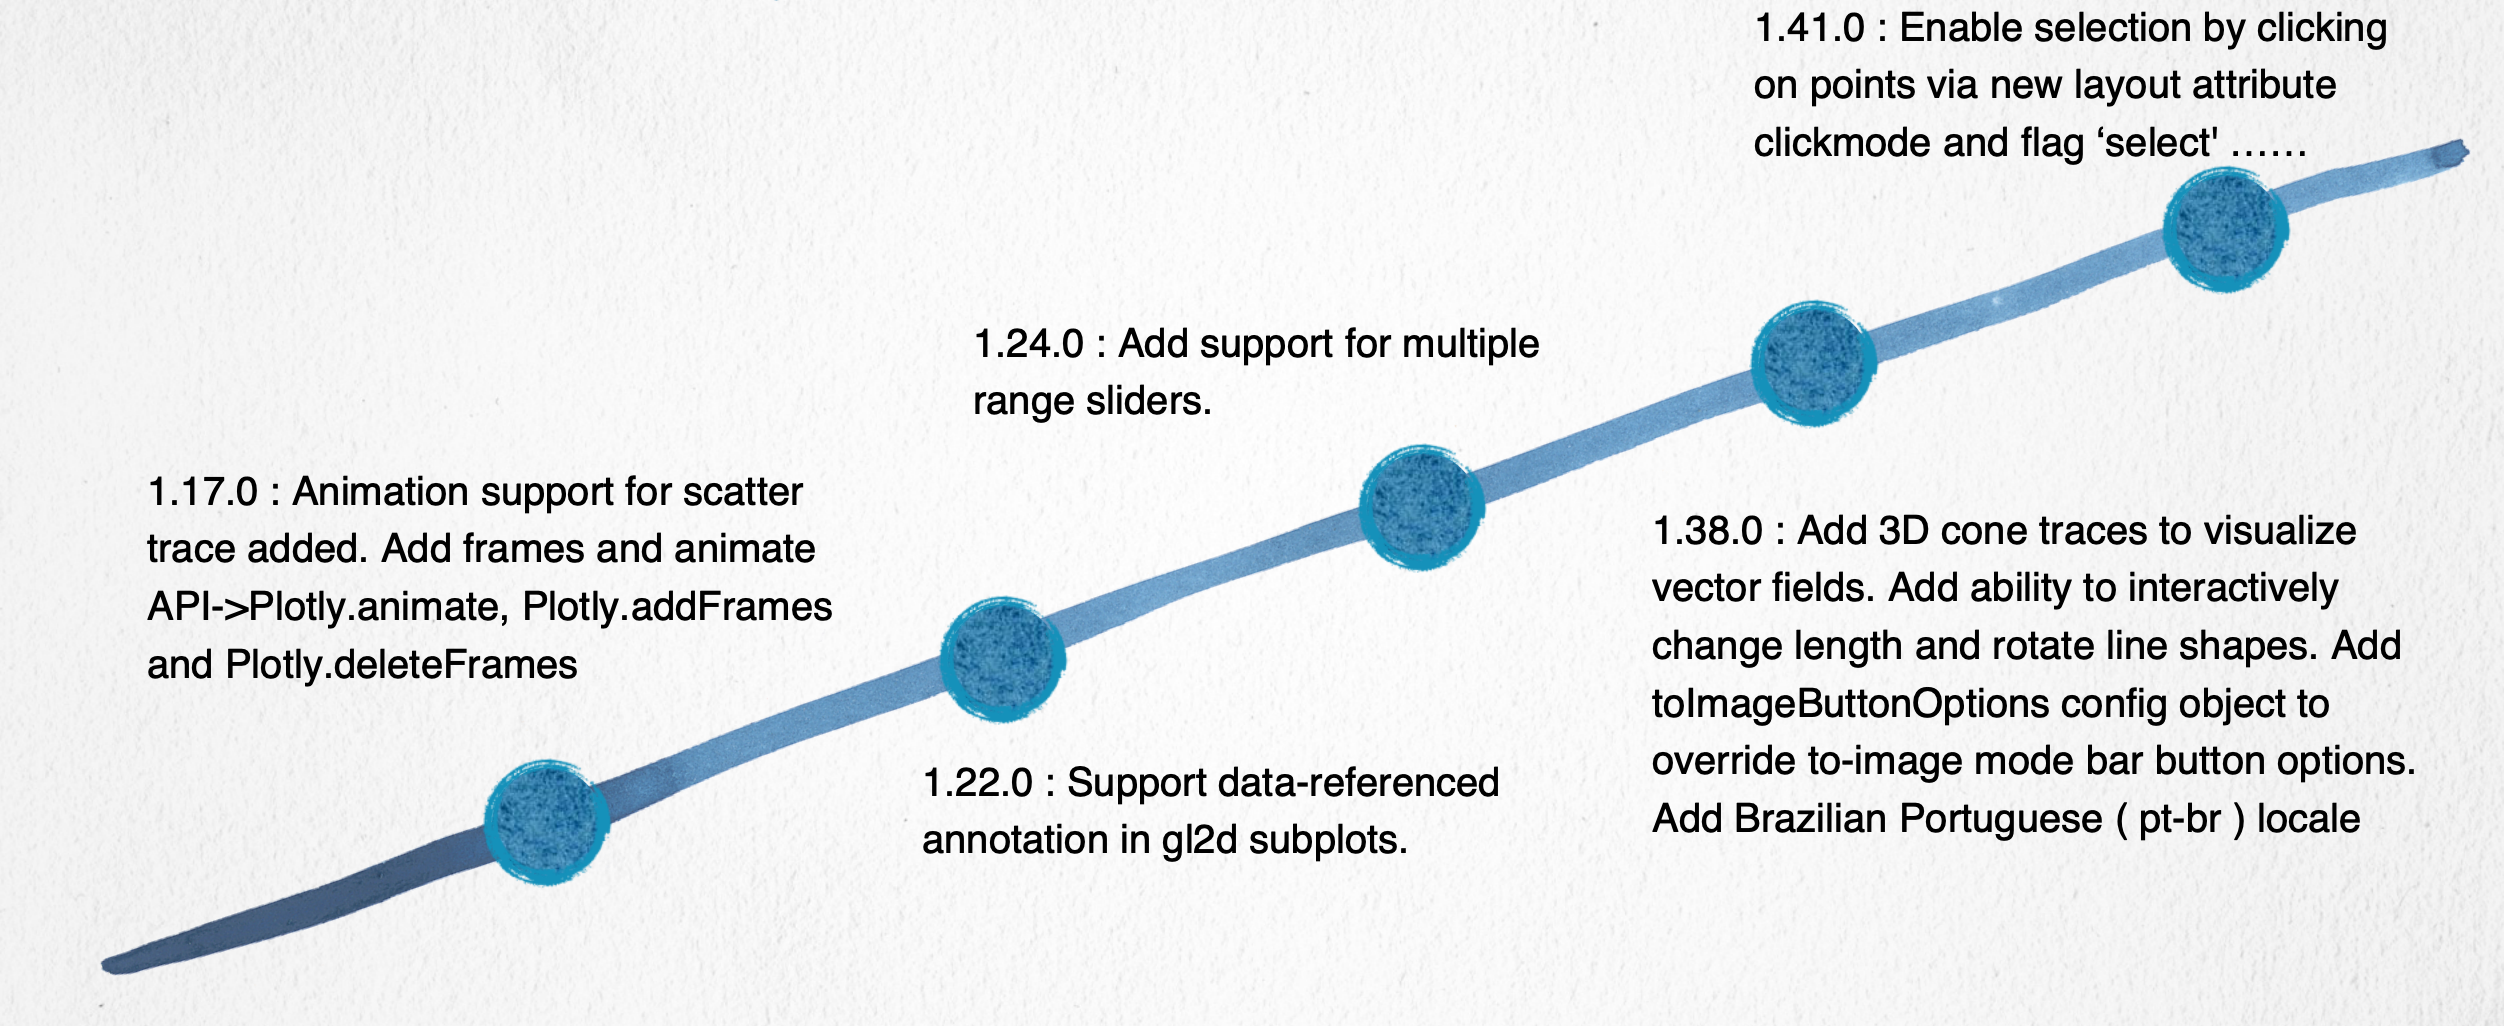 1.41.0 : Enable selection by clicking
on points via new layout attribute
clickmode and flag ‘select' ......
1.24.0 : Add support for multiple
range sliders.
1.17.0 : Animation support for scatter
trace added. Add frames and animate
API->Plotly.animate, Plotly.addFrames
and Plotly.deleteFrames
1.38.0 : Add 3D cone traces to visualize
vector fields. Add ability to interactively
change length and rotate line shapes. Add
toImageButtonOptions config object to
override to-image mode bar button options.
Add Brazilian Portuguese ( pt-br ) locale
1.22.0 : Support data-referenced
annotation in gl2d subplots.